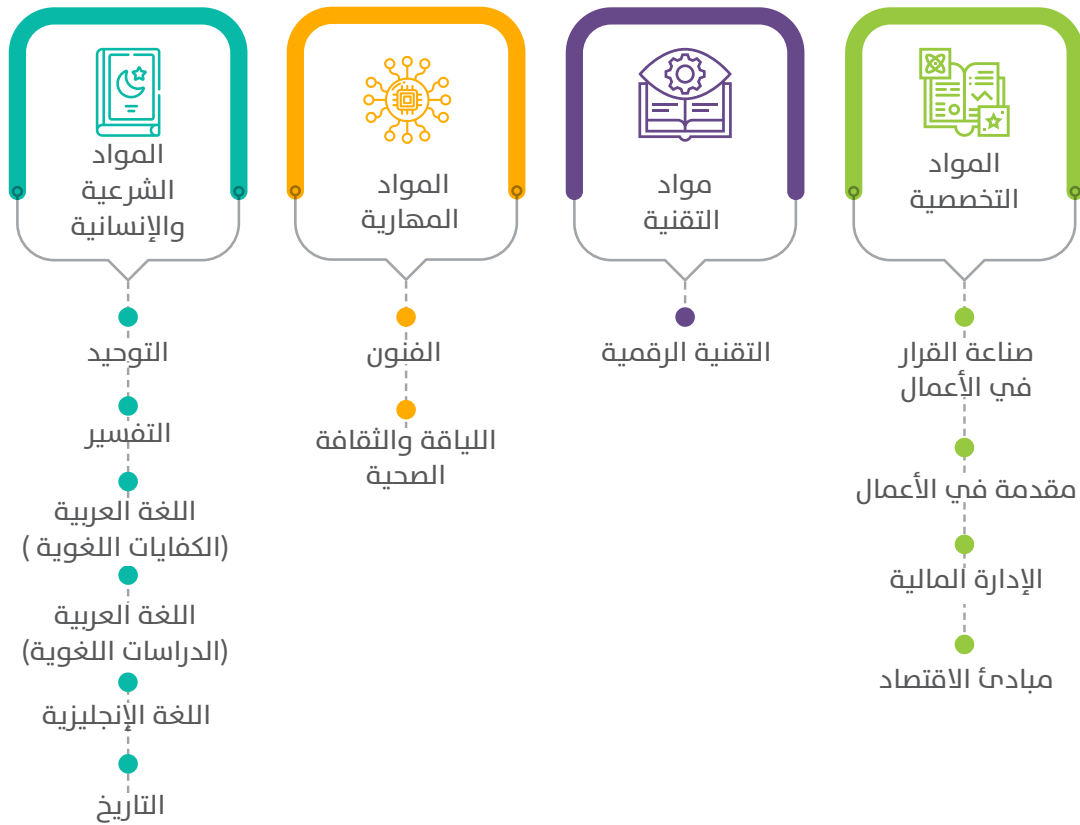 المواد
التخصصية
صناعة القرار
في الأعمال
مقدمة في الأعمال
الإدارة المالية
مبادئ الاقتصاد
مواد
التقنية
التقنية الرقمية
المواد
المهارية
الفنون
اللياقة والثقافة
الصحية
المواد
الشرعية
والإنسانية
التوحيد
التفسير
اللغة العربية
(الكفايات اللغوية )
اللغة العربية
(الدراسات اللغوية)
اللغة الإنجليزية
التاريخ